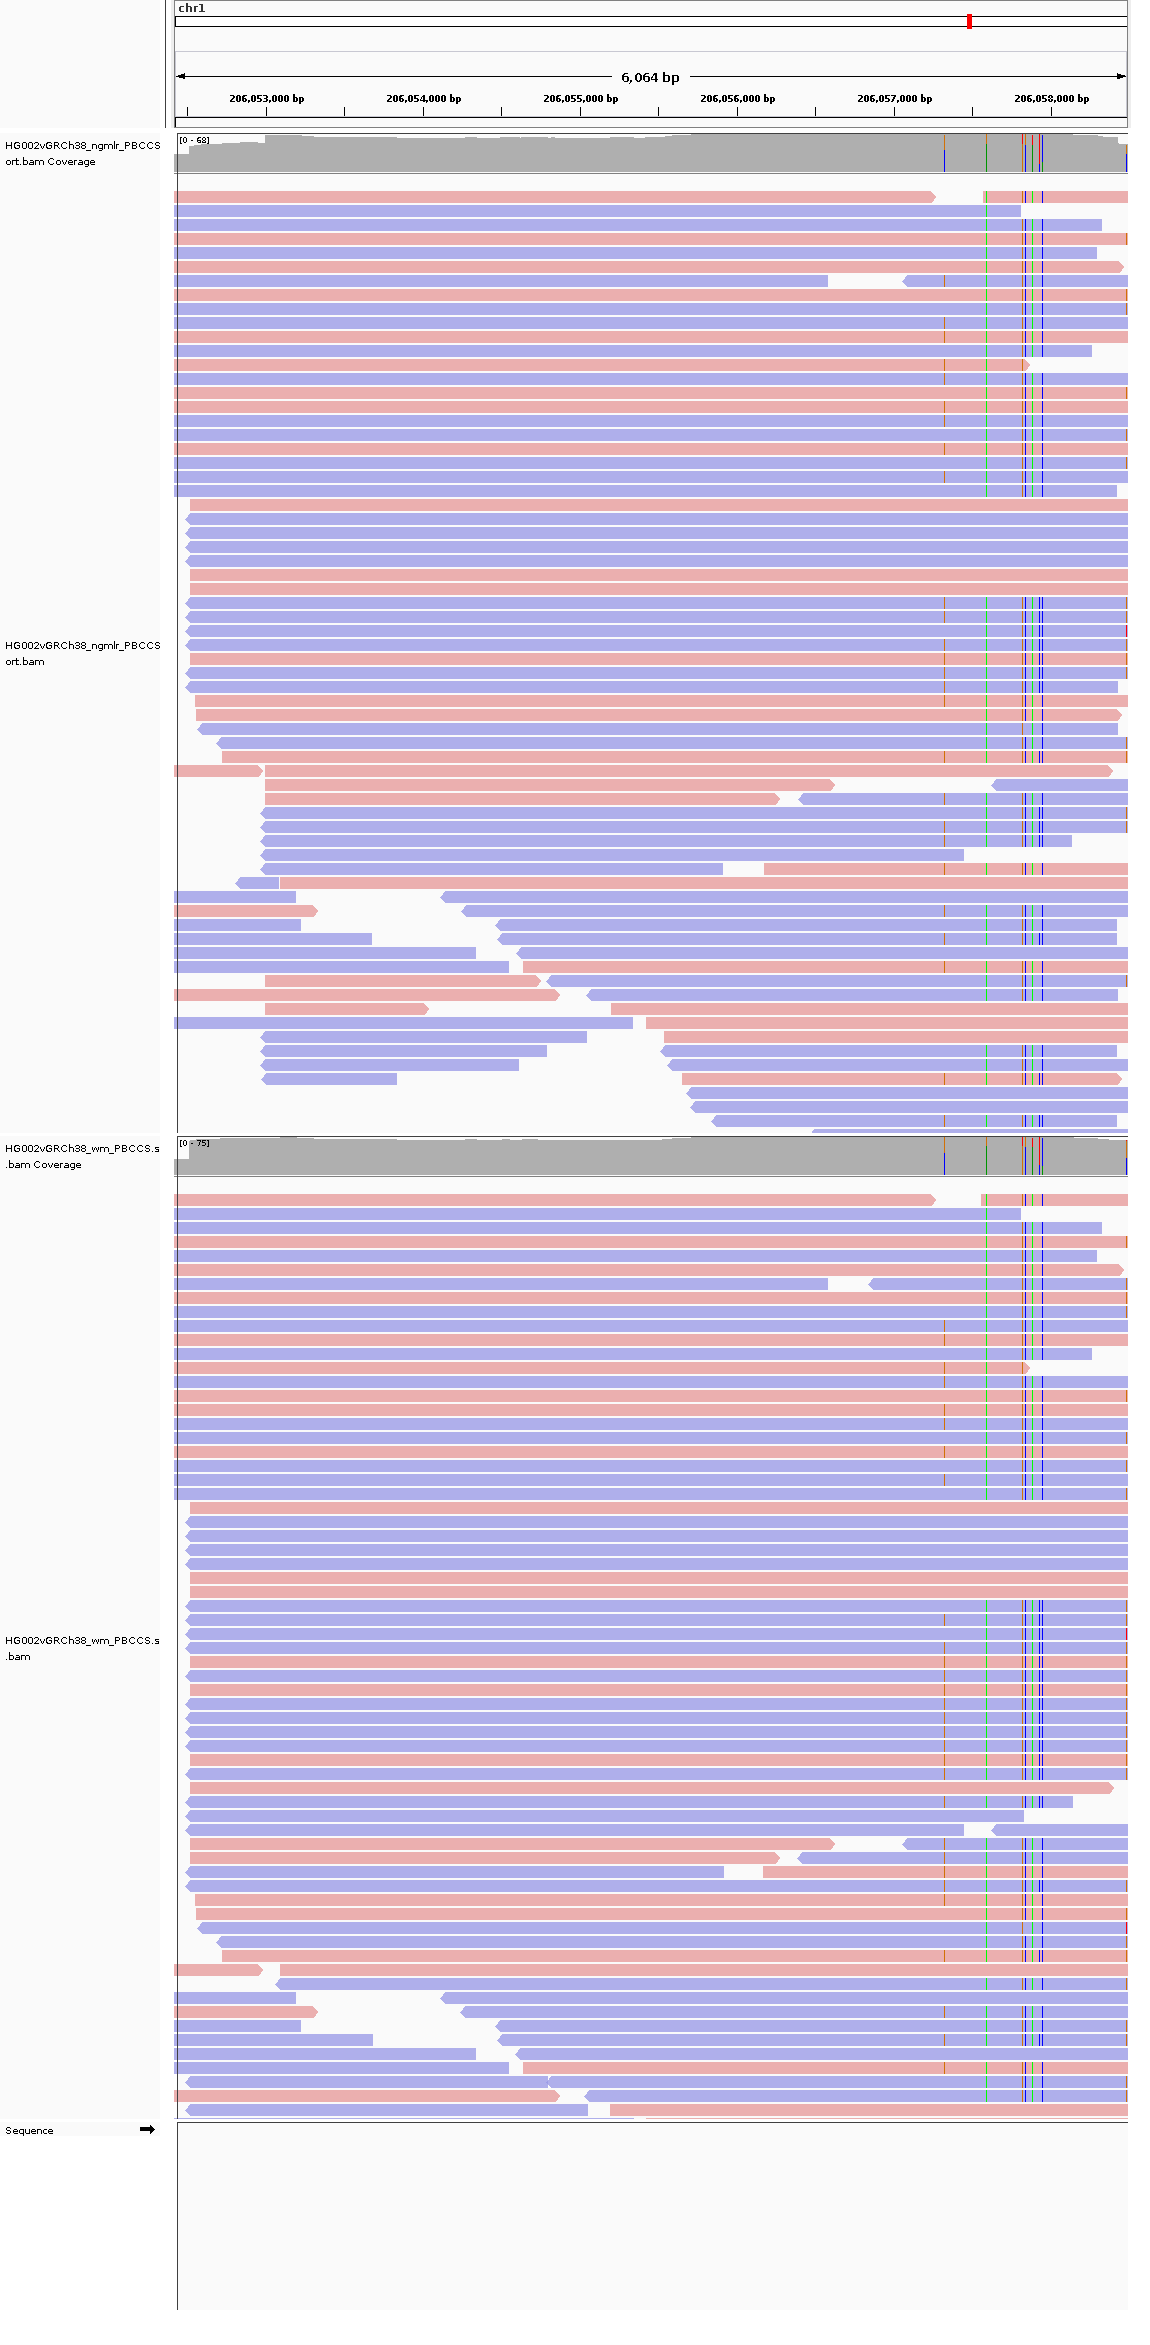 chr1
6,064 bp
206,053,000 bp 206,054,000 bp 206,055,000 bp 206,056,000 bp 206,057,000 bp 206,058,000 bp
[0 - 68]
HG002vGRCh38_ngmlr_PBCCS
ort.bam Coverage
HG002vGRCh38_ngmlr_PBCCS
ort.bam
[0 - 75]
HG002vGRCh38_wm_PBCCS.s
.bam Coverage
HG002vGRCh38_wm_PBCCS.s
.bam
Sequence